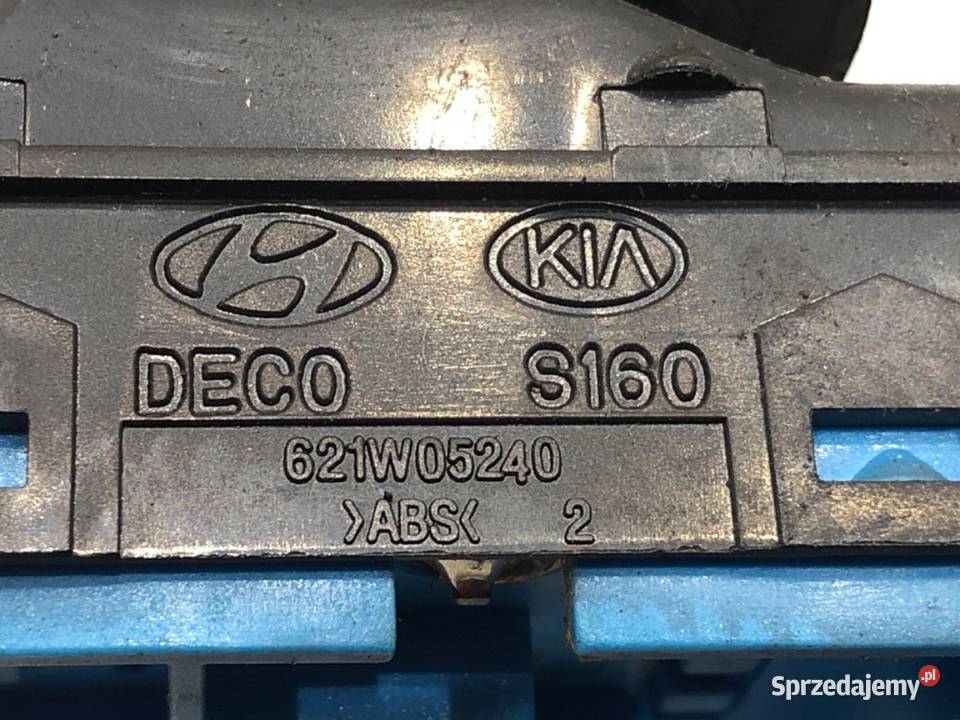 KIA
DECO S160
621W05240
>ABS< 2
Sprzedajemy.pl